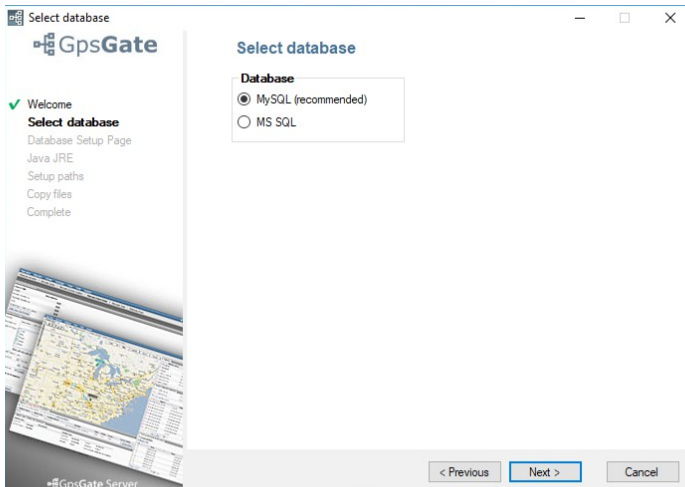 Select database
GpsGate
Welcome
Select database
Database Setup Page
Java JRE
Setup paths
Copy files
Complete
GpsGate Server
Select database
Database
MySQL (recommended)
MS SQL
< Previous
Next >
Cancel